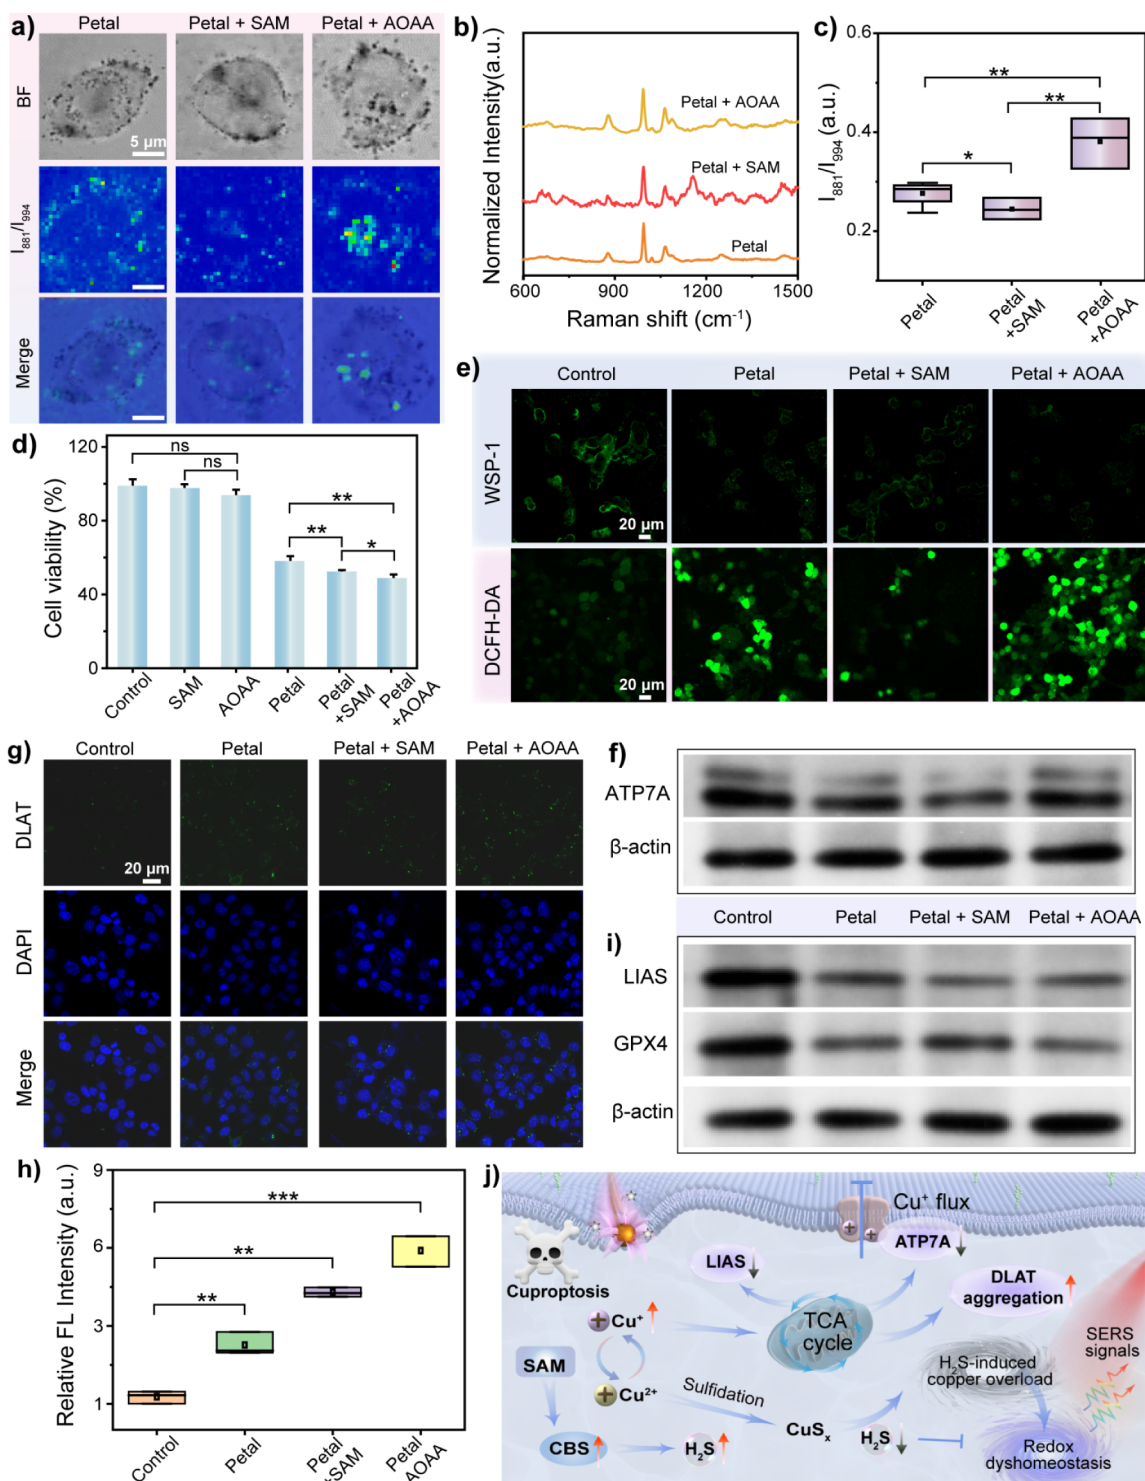 a)
Petal
Petal + SAM
Petal + AOAA
BF
5 µm
I881/I994
Merge
b)
Normalized Intensity(a.u.)
Petal + AOAA
Petal + SAM
Petal
600
900
1200
1500
Raman shift (cm-1)
c)
I881/I994 (a.u.)
0.4
0.2
**
**
*
Petal
Petal
+SAM
Petal
+AOAA
d)
Cell viability (%)
120
90
60
30
0
ns
ns
**
**
*
Control
SAM
AOAA
Petal
Petal
+SAM
Petal
+AOAA
e)
Control
Petal
Petal + SAM
Petal + AOAA
WSP-1
20 µm
DCFH-DA
20 µm
g)
Control
Petal
Petal + SAM
Petal + AOAA
DLAT
20 µm
DAPI
Merge
f)
ATP7A
β-actin
Control
Petal
Petal + SAM
Petal + AOAA
i)
LIAS
GPX4
β-actin
h)
Relative FL Intensity (a.u.)
9
6
3
1
***
**
**
Control
Petal
Petal
+SAM
Petal
+AOAA
j)
Cu+ flux
ATP7A
LIAS
DLAT
aggregation
Cuproptosis
Cu+
TCA
cycle
SERS
signals
SAM
Cu2+
Sulfidation
H2S-induced
copper overload
CuSx
CBS
H2S
H2S
Redox
dyshomeostasis